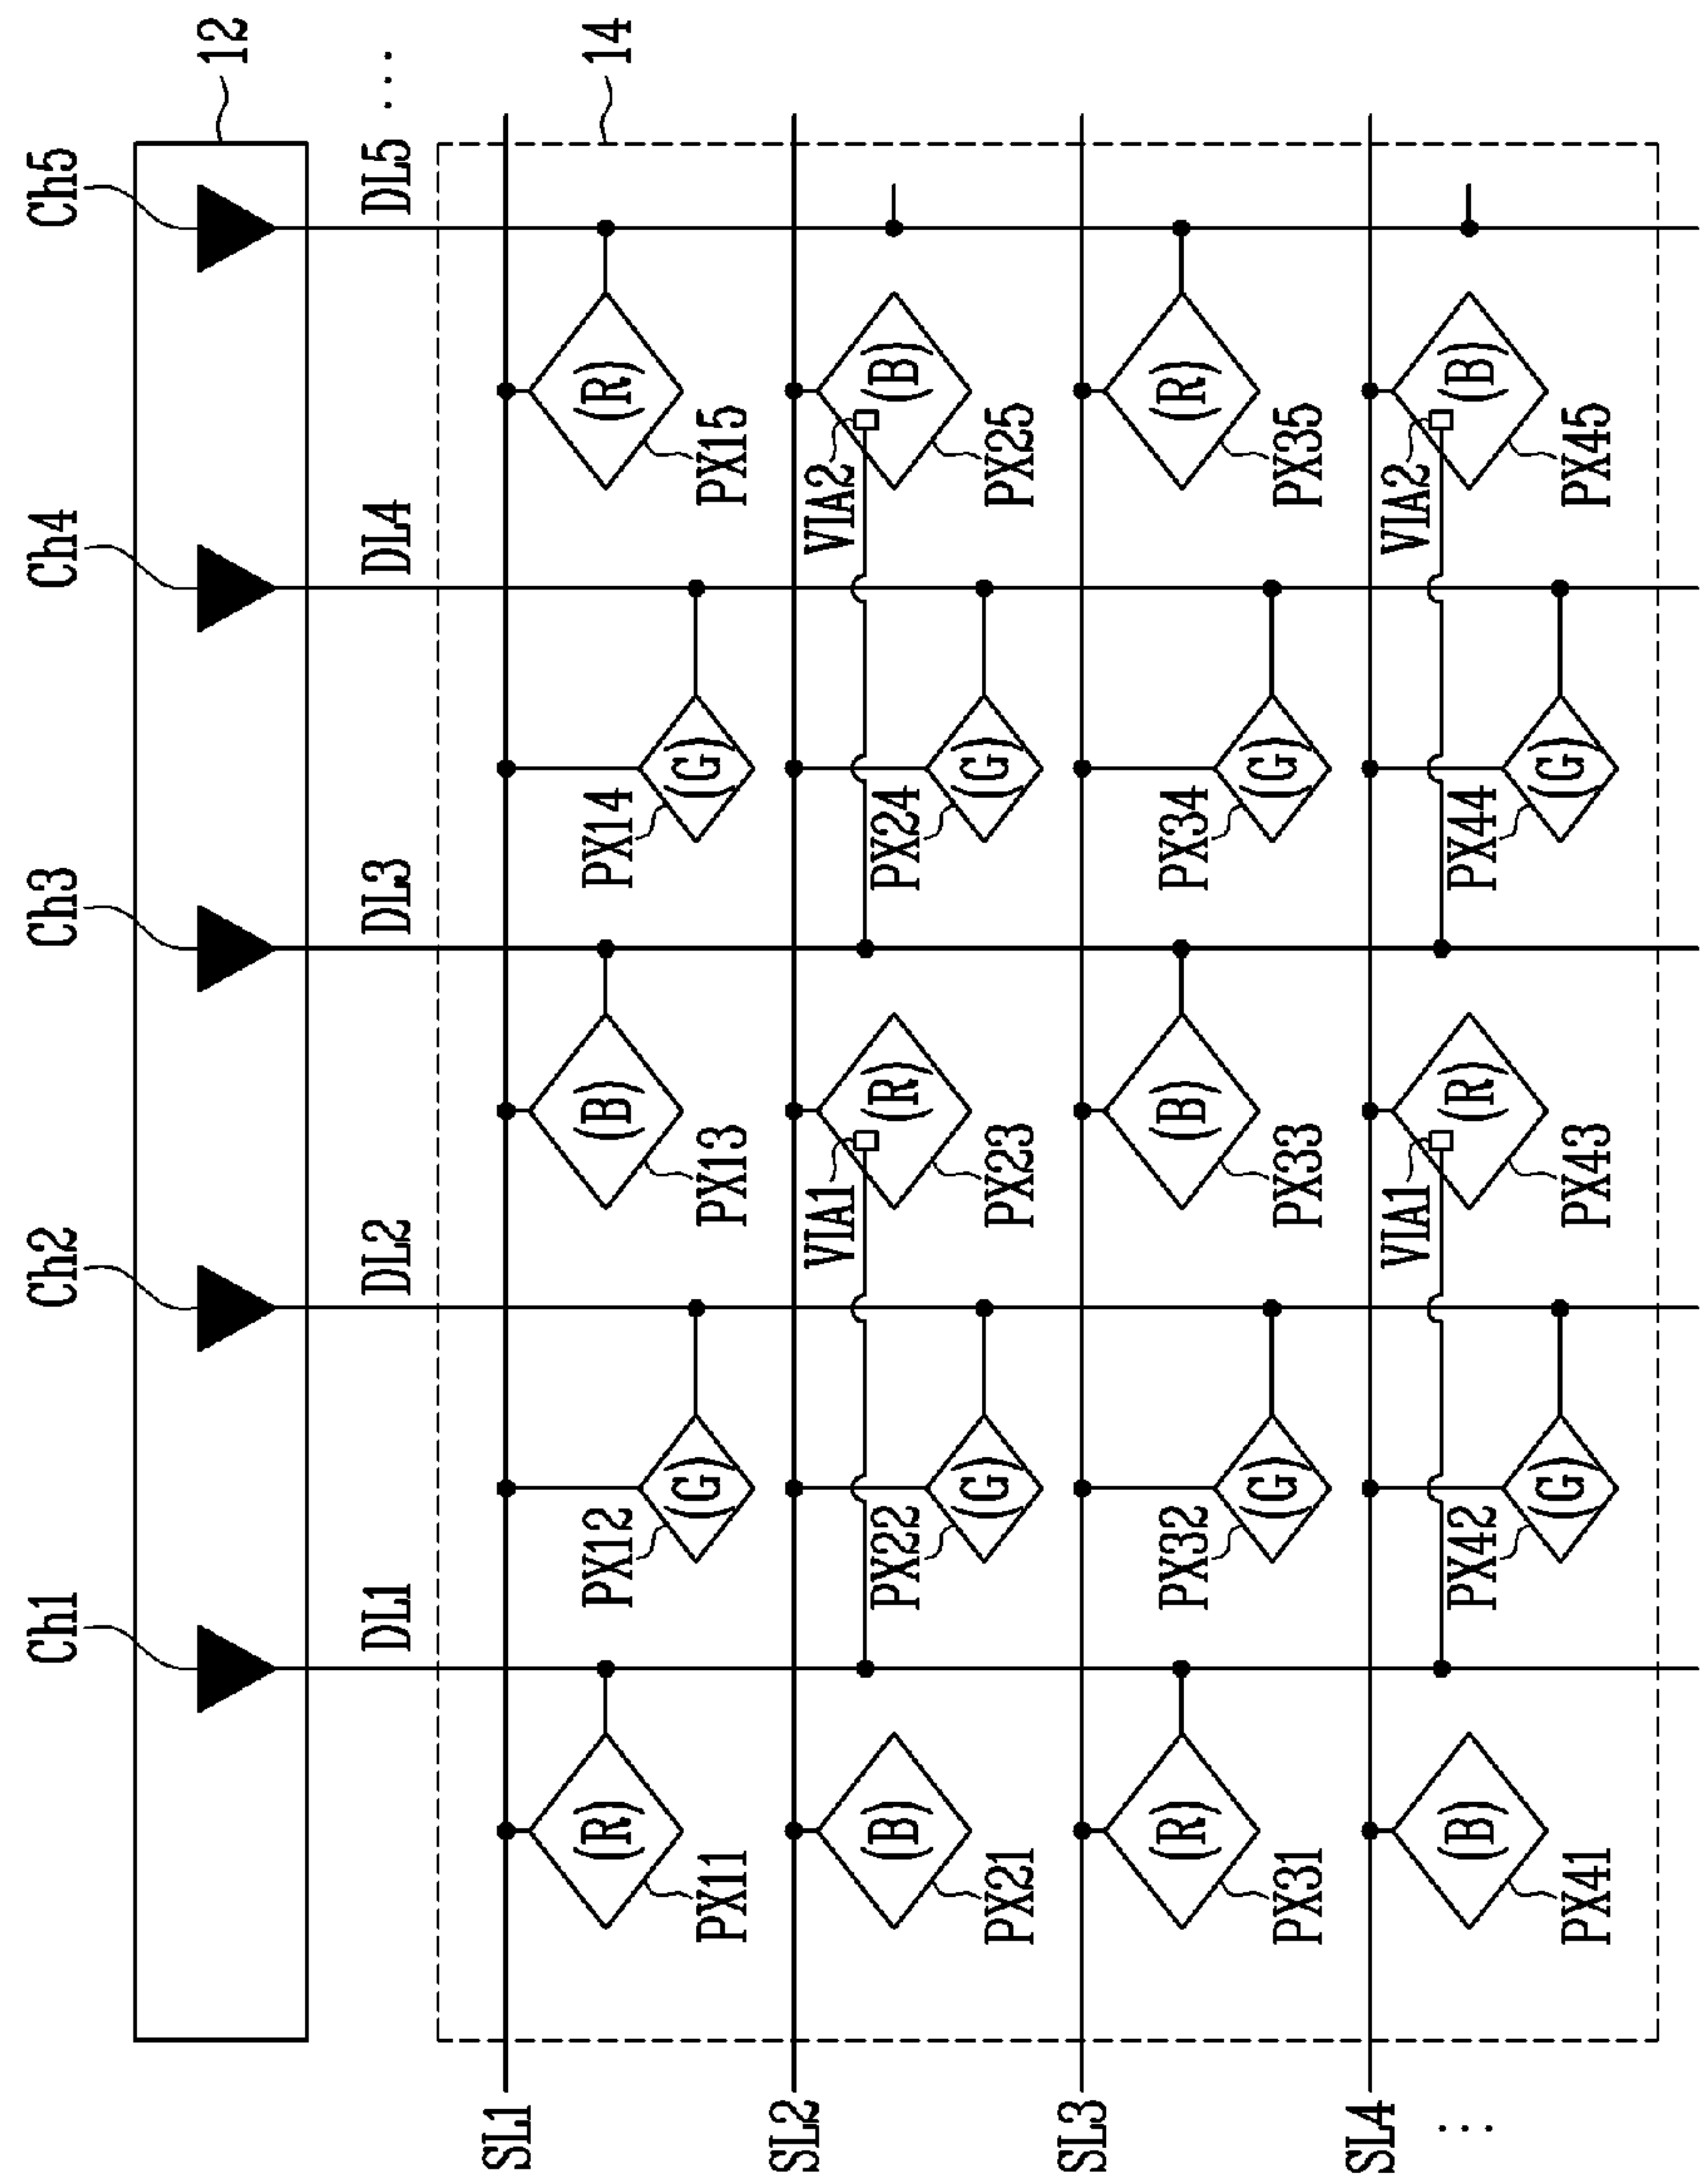 Ch1 Ch2 Ch3 Ch4 Ch5
12
DL1 DL2 DL3 DL4 DL5 ...
14
SL1
(R) (B) (R)
PX11 PX13 PX15
PX12 (G) PX14 (G)
SL2
VIA1 VIA2
(B) (R) (B)
PX21 PX22 (G) PX23 PX24 (G) PX25
SL3
(R) (B) (R)
PX31 PX32 (G) PX33 PX34 (G) PX35
SL4
VIA1 VIA2
(B) (R) (B)
PX41 PX42 (G) PX43 PX44 (G) PX45
...